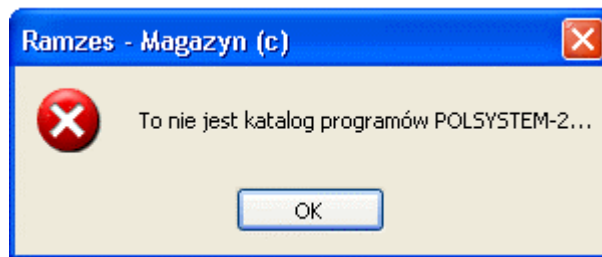 Ramzes - Magazyn (c)
To nie jest katalog programów POLSYSTEM-2...
OK